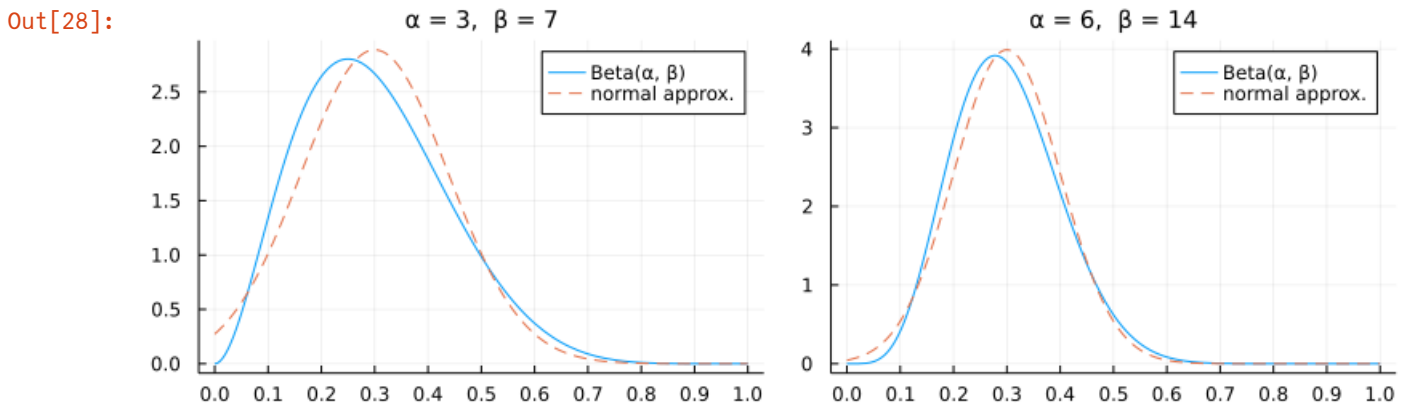 Out[28]:
α = 3, β = 7
Beta(α, β)
normal approx.
2.5
2.0
1.5
1.0
0.5
0.0
0.0 0.1 0.2 0.3 0.4 0.5 0.6 0.7 0.8 0.9 1.0
α = 6, β = 14
Beta(α, β)
normal approx.
4
3
2
1
0
0.0 0.1 0.2 0.3 0.4 0.5 0.6 0.7 0.8 0.9 1.0